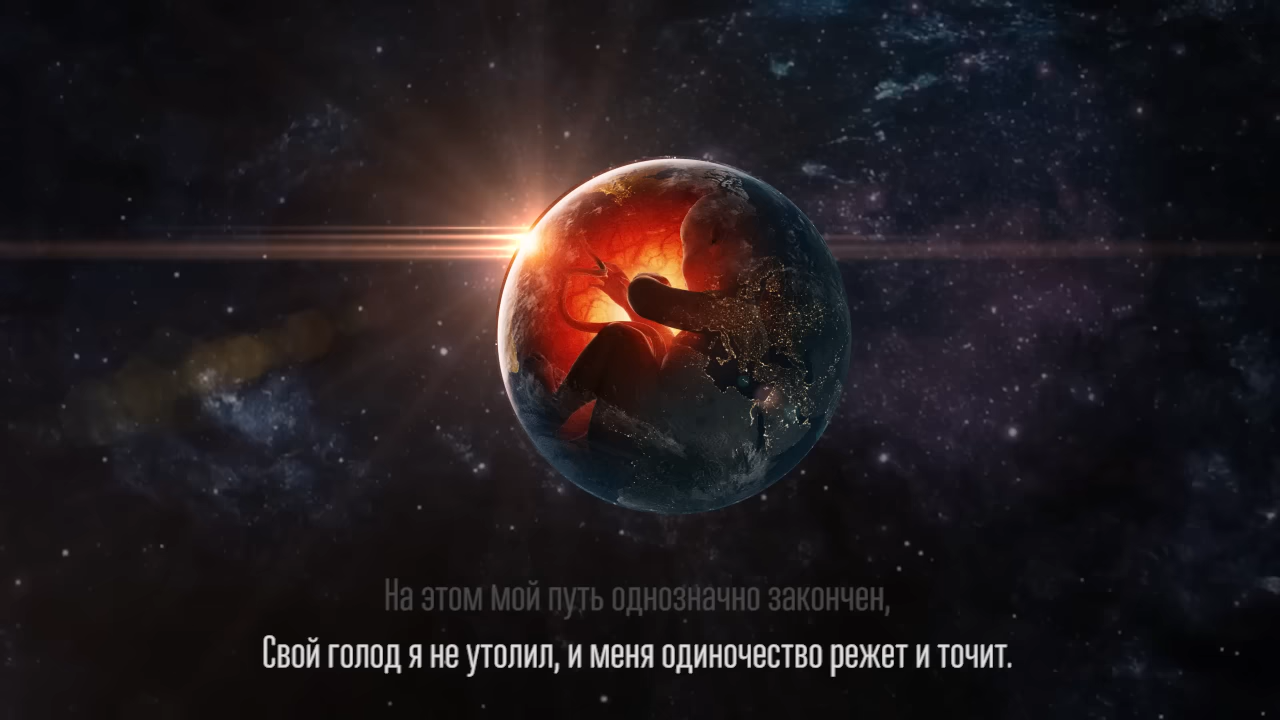 На этом мой путь однозначно закончен,
Свой голод я не утолил, и меня одиночество режет и точит.